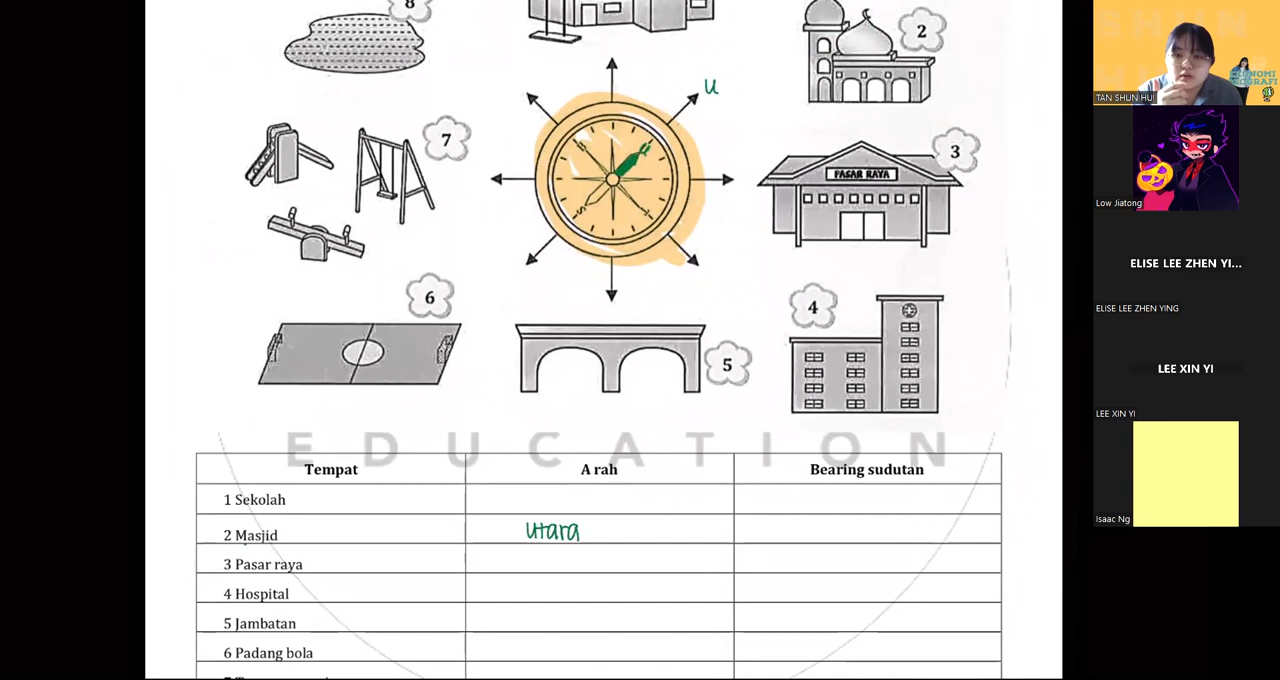 8
2
U
7
3
PASAR RAYA
6
4
5
EDUCATION
Tempat A rah Bearing sudutan
1 Sekolah
2 Masjid utara
3 Pasar raya
4 Hospital
5 Jambatan
6 Padang bola
TAN SHUN HUI
Low Jiatong
ELISE LEE ZHEN YI...
ELISE LEE ZHEN YING
LEE XIN YI
LEE XIN YI
Isaac Ng